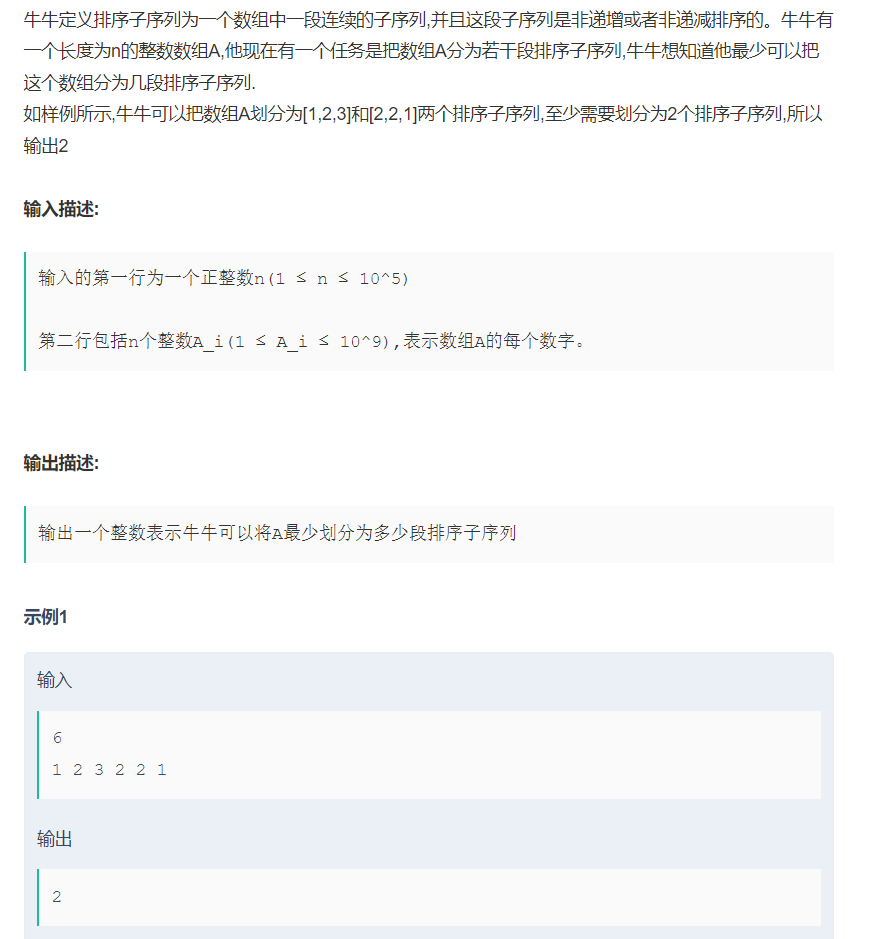 牛牛定义排序子序列为一个数组中一段连续的子序列,并且这段子序列是非递增或者非递减排序的。牛牛有
一个长度为n的整数数组A,他现在有一个任务是把数组A分为若干段排序子序列,牛牛想知道他最少可以把
这个数组分为几段排序子序列.
如样例所示,牛牛可以把数组A划分为[1,2,3]和[2,2,1]两个排序子序列,至少需要划分为2个排序子序列,所以
输出2
输入描述:
输入的第一行为一个正整数n(1 ≤ n ≤ 10^5)
第二行包括n个整数A_i(1 ≤ A_i ≤ 10^9),表示数组A的每个数字。
输出描述:
输出一个整数表示牛牛可以将A最少划分为多少段排序子序列
示例1
输入
6
1 2 3 2 2 1
输出
2